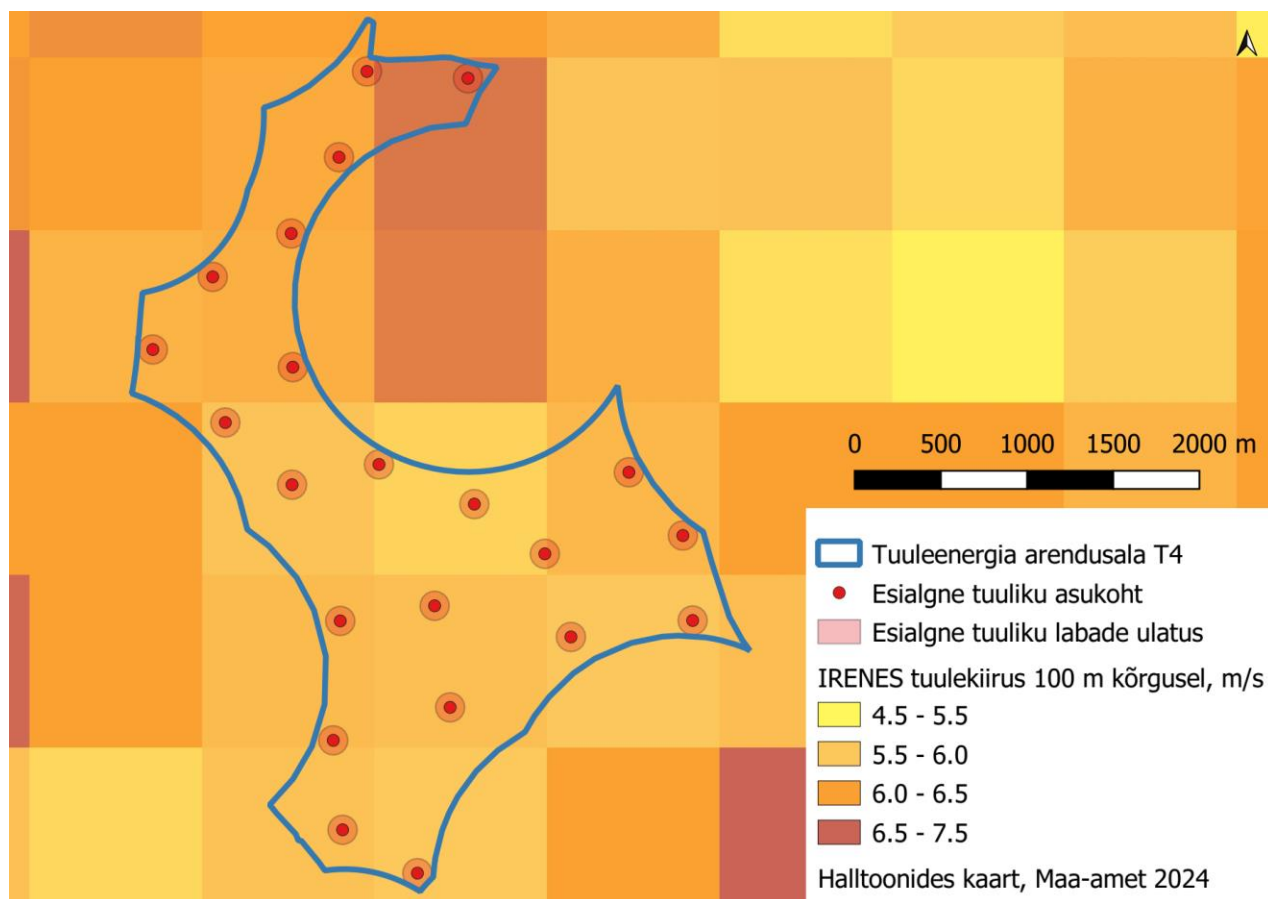 0 500 1000 1500 2000 m
Tuuleenergia arendusala T4
Esialgne tuuliku asukoht
Esialgne tuuliku labade ulatus
IRENES tuulekiirus 100 m kõrgusel, m/s
4.5 - 5.5
5.5 - 6.0
6.0 - 6.5
6.5 - 7.5
Halltoonides kaart, Maa-amet 2024